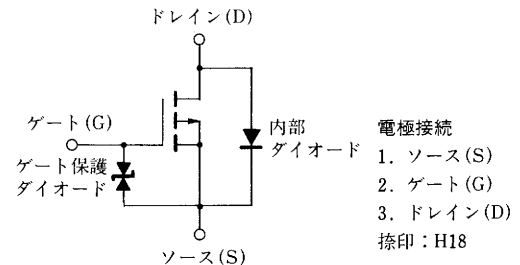 ドレイン(D)
ゲート(G)
ゲート保護
ダイオード
内部
ダイオード
ソース(S)
電極接続
1. ソース(S)
2. ゲート(G)
3. ドレイン(D)
捺印：H18